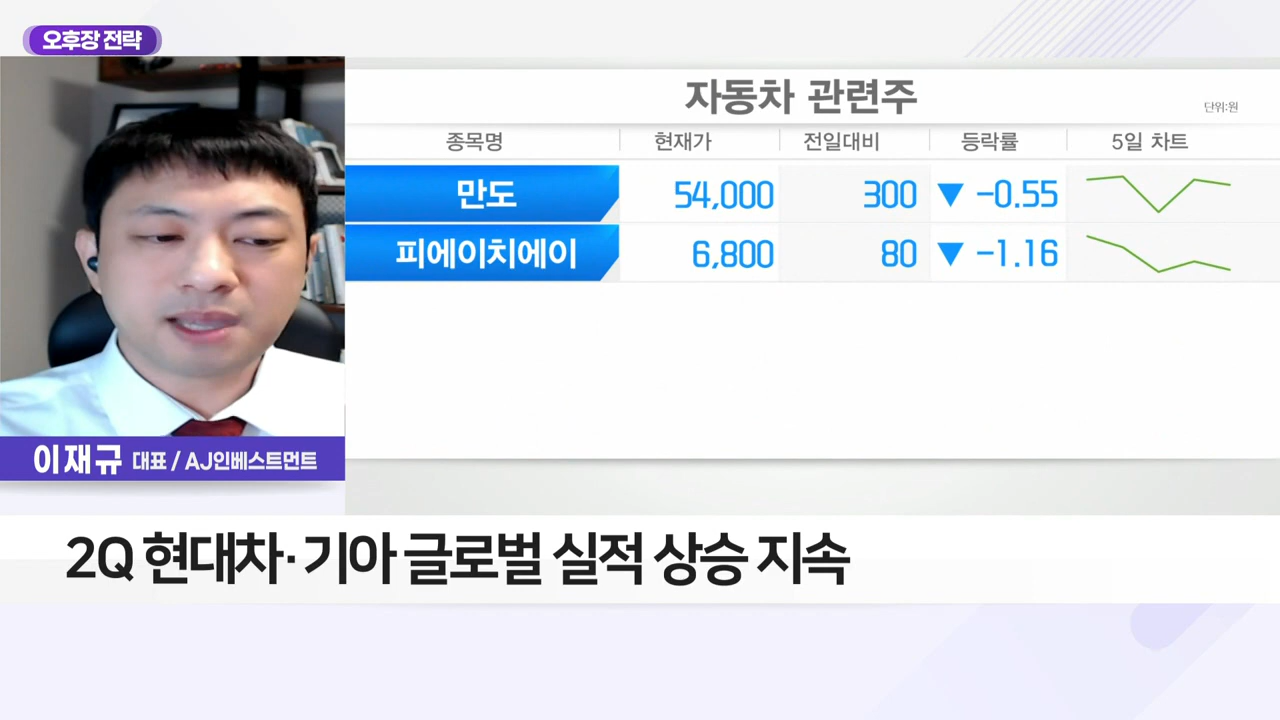 오후장 전략
자동차 관련주
단위:원
종목명 현재가 전일대비 등락률 5일 차트
만도 54,000 300 ▼ -0.55
피에이치에이 6,800 80 ▼ -1.16
이재규 대표 / AJ인베스트먼트
2Q 현대차·기아 글로벌 실적 상승 지속